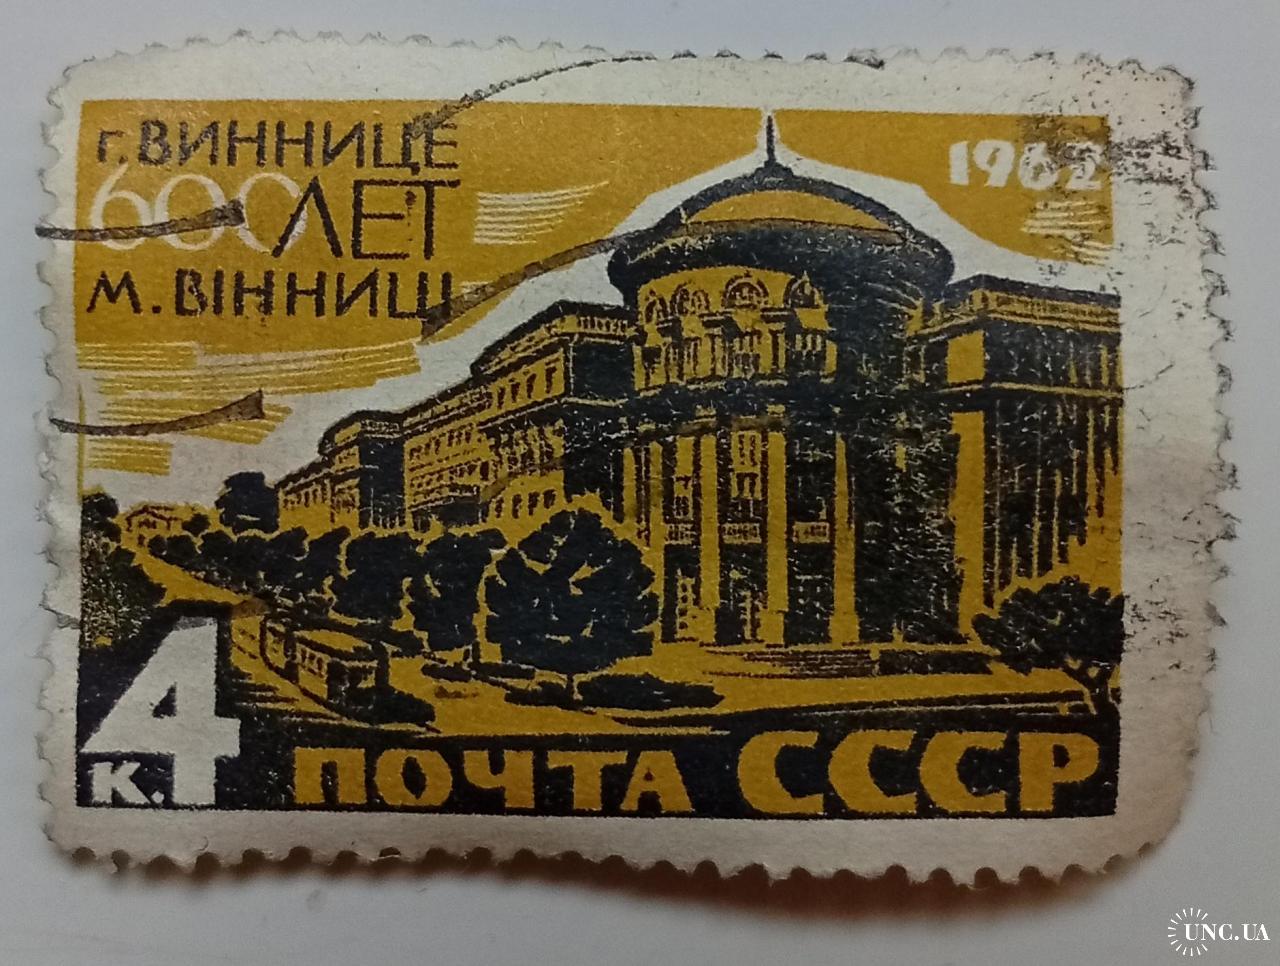 г. ВИННИЦЕ
600 ЛЕТ
м. ВІННИЦІ
1962
4
к.
ПОЧТА СССР
UNC.UA